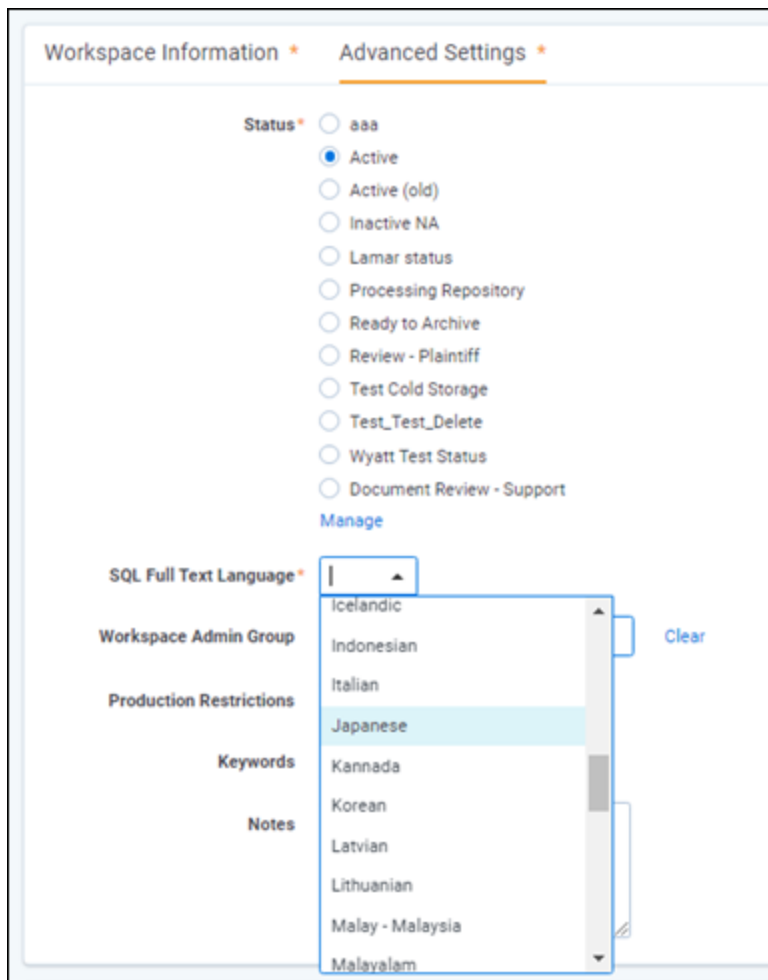 Workspace Information * Advanced Settings *
Status* aaa
Active
Active (old)
Inactive NA
Lamar status
Processing Repository
Ready to Archive
Review - Plaintiff
Test Cold Storage
Test_Test_Delete
Wyatt Test Status
Document Review - Support
Manage
SQL Full Text Language*
Icelandic
Workspace Admin Group Clear
Indonesian
Italian
Production Restrictions
Japanese
Keywords Kannada
Korean
Notes
Latvian
Lithuanian
Malay - Malaysia
Malayalam